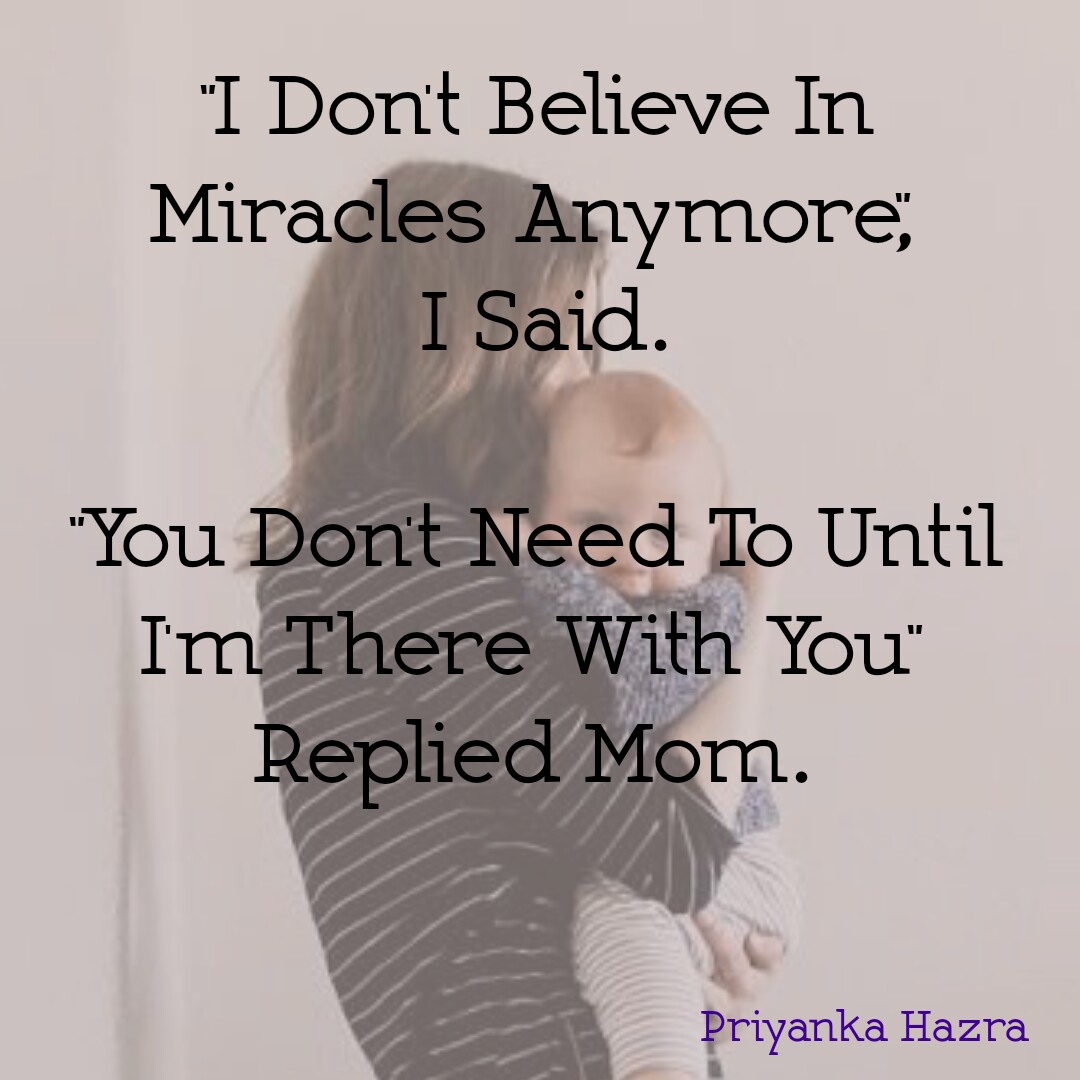 "I Don't Believe In
Miracles Anymore",
I Said.
"You Don't Need To Until
I'm There With You"
Replied Mom.
Priyanka Hazra